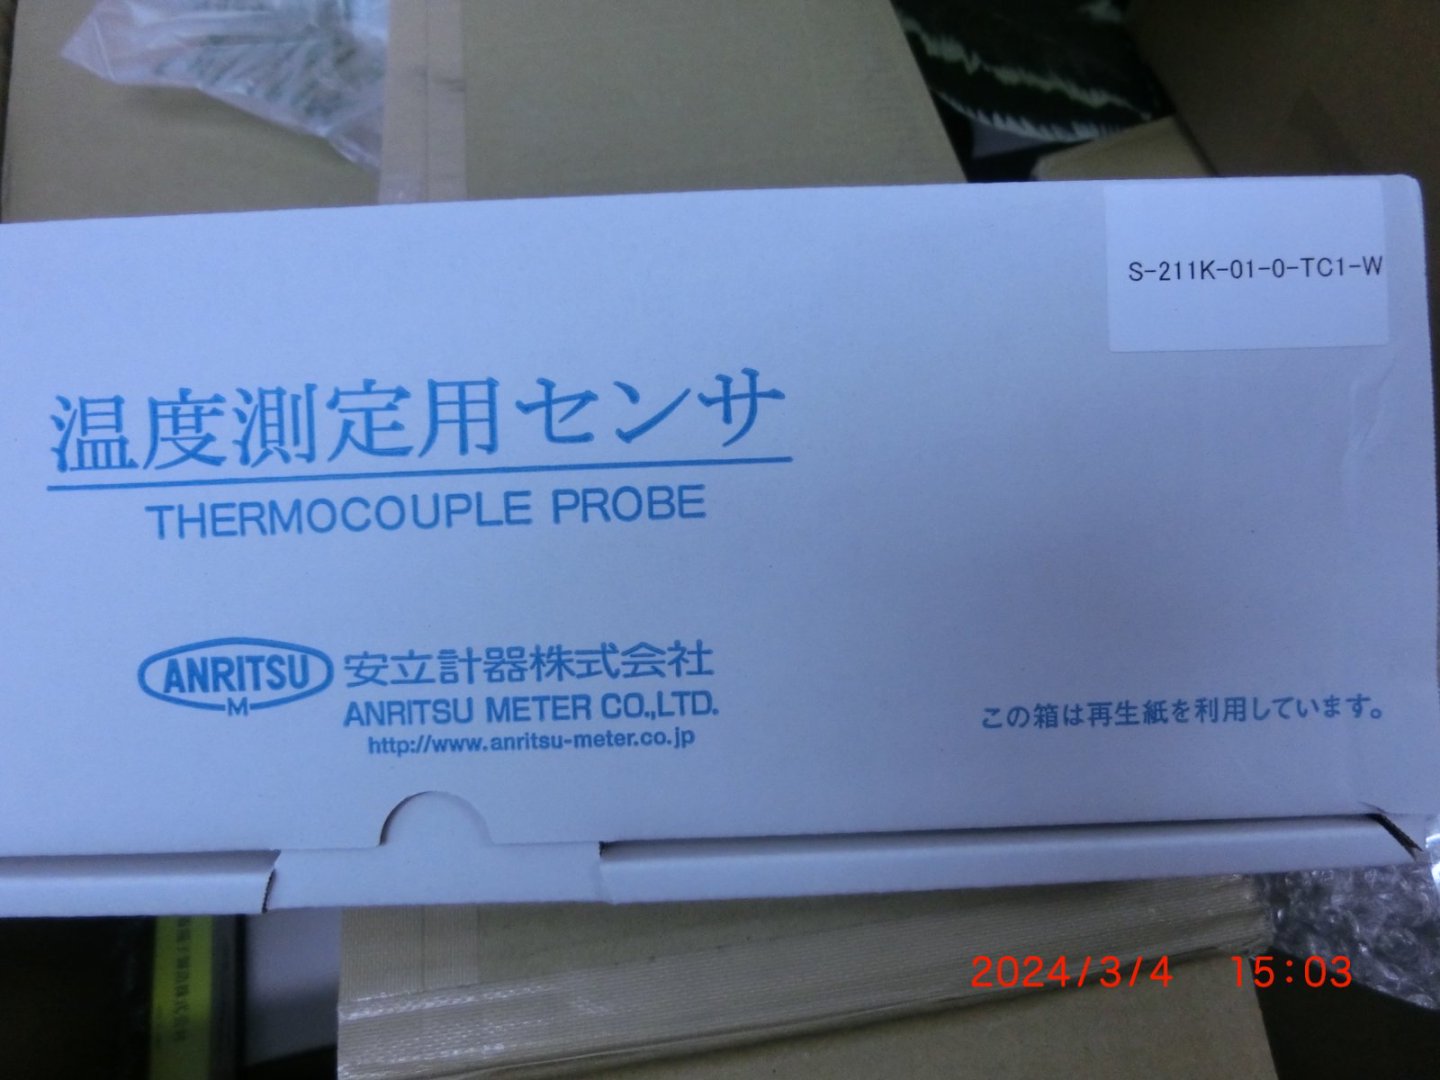 S-211K-01-0-TC1-W
温度測定用センサ
THERMOCOUPLE PROBE
ANRITSU
M
安立計器株式会社
ANRITSU METER CO.,LTD.
http://www.anritsu-meter.co.jp
この箱は再生紙を利用しています。
2024/3/4 15:03